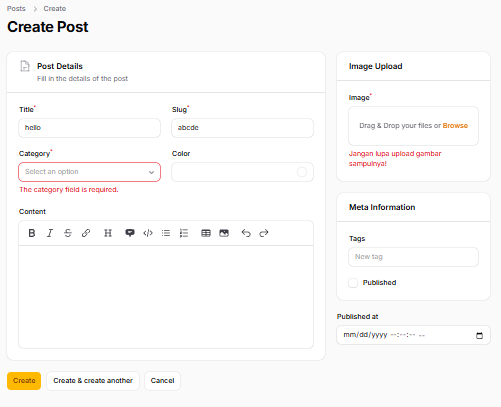 Posts > Create
Create Post
Post Details
Fill in the details of the post
Title*
hello
Slug*
abcde
Category*
Select an option
The category field is required.
Color
Content
B I S H </>
Image Upload
Image*
Drag & Drop your files or Browse
Jangan lupa upload gambar
sampulnya!
Meta Information
Tags
New tag
Published
Published at
mm/dd/yyyy --:--:-- --
Create
Create & create another
Cancel